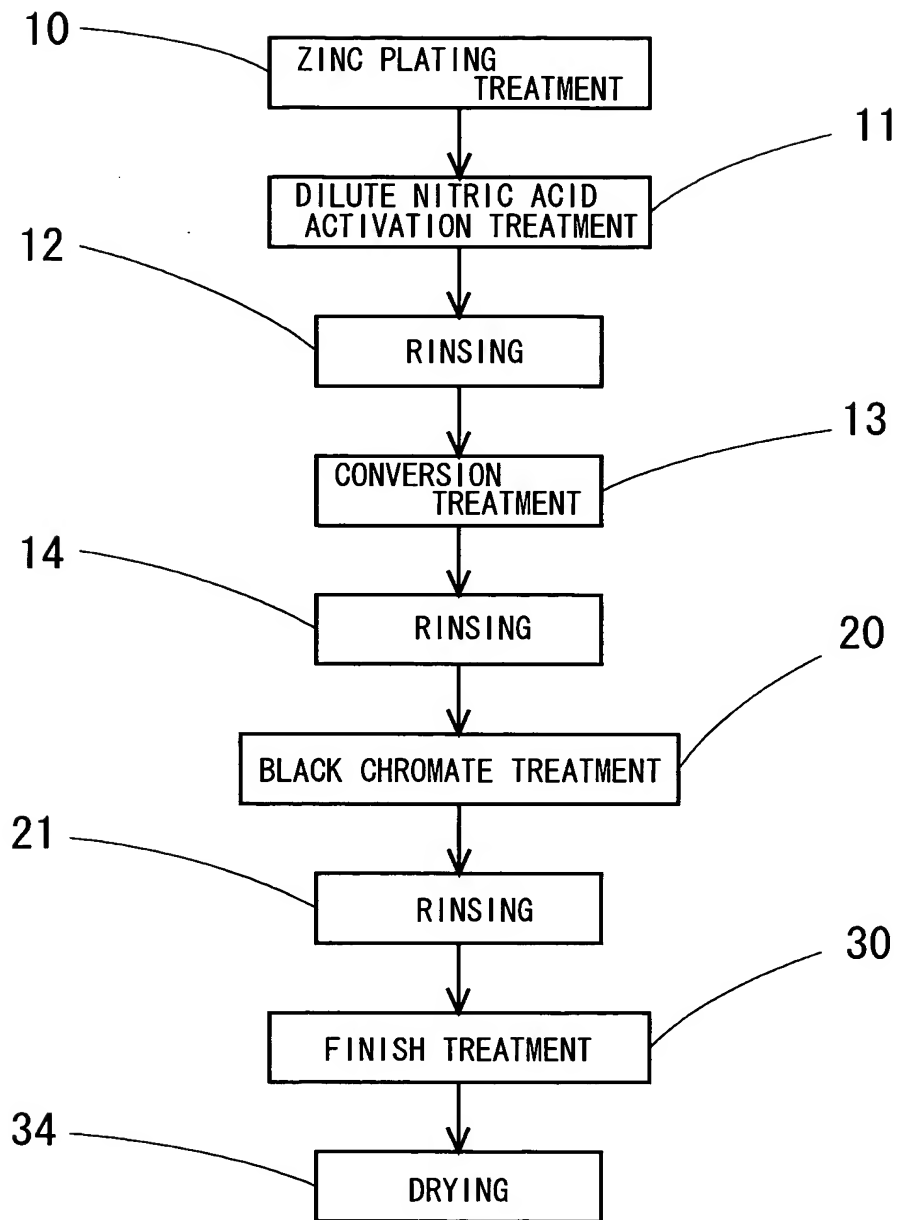 10
ZINC PLATING
TREATMENT
11
DILUTE NITRIC ACID
ACTIVATION TREATMENT
12
RINSING
13
CONVERSION
TREATMENT
14
RINSING
20
BLACK CHROMATE TREATMENT
21
RINSING
30
FINISH TREATMENT
34
DRYING